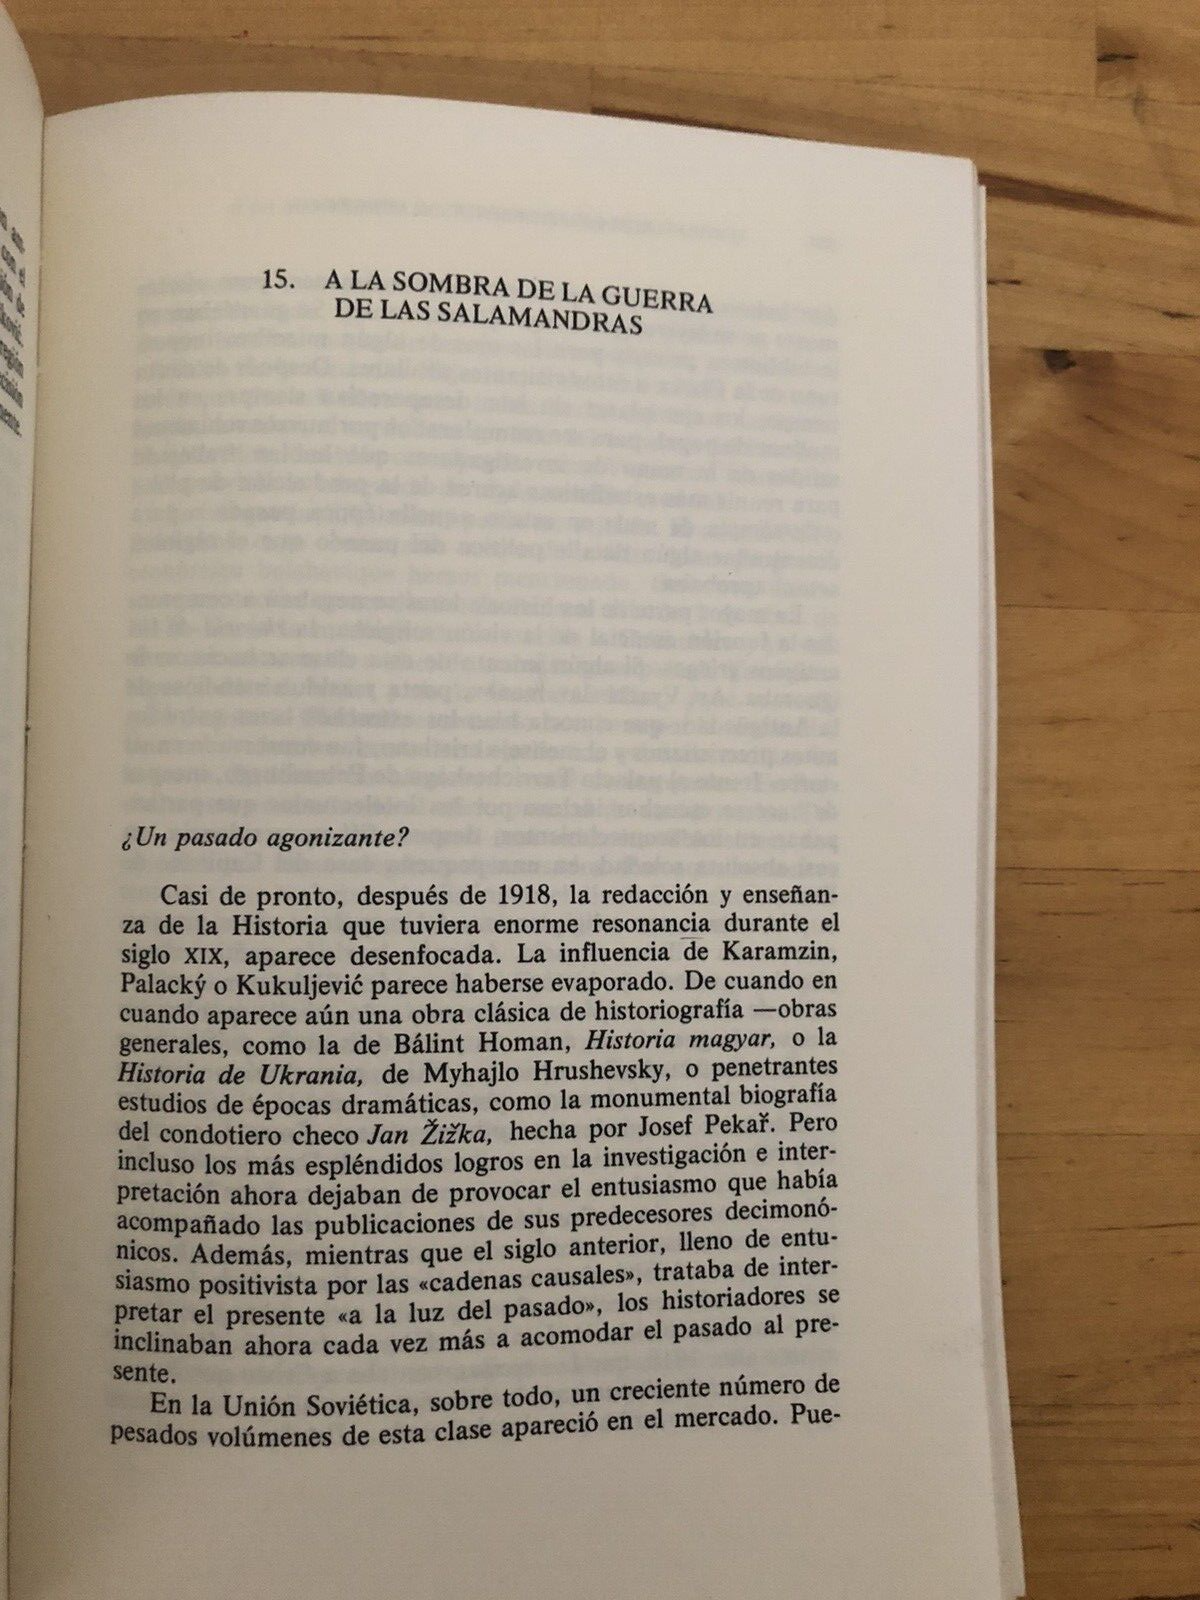 15. A LA SOMBRA DE LA GUERRA
DE LAS SALAMANDRAS
¿Un pasado agonizante?
Casi de pronto, después de 1918, la redacción y enseñan-
za de la Historia que tuviera enorme resonancia durante el
siglo XIX, aparece desenfocada. La influencia de Karamzin,
Palacký o Kukuljević parece haberse evaporado. De cuando en
cuando aparece aún una obra clásica de historiografía —obras
generales, como la de Bálint Homan, Historia magyar, o la
Historia de Ukrania, de Myhajlo Hrushevsky, o penetrantes
estudios de épocas dramáticas, como la monumental biografía
del condotiero checo Jan Žižka, hecha por Josef Pekař. Pero
incluso los más espléndidos logros en la investigación e inter-
pretación ahora dejaban de provocar el entusiasmo que había
acompañado las publicaciones de sus predecesores decimonó-
nicos. Además, mientras que el siglo anterior, lleno de entu-
siasmo positivista por las «cadenas causales», trataba de inter-
pretar el presente «a la luz del pasado», los historiadores se
inclinaban ahora cada vez más a acomodar el pasado al pre-
sente.
En la Unión Soviética, sobre todo, un creciente número de
pesados volúmenes de esta clase apareció en el mercado. Pue-